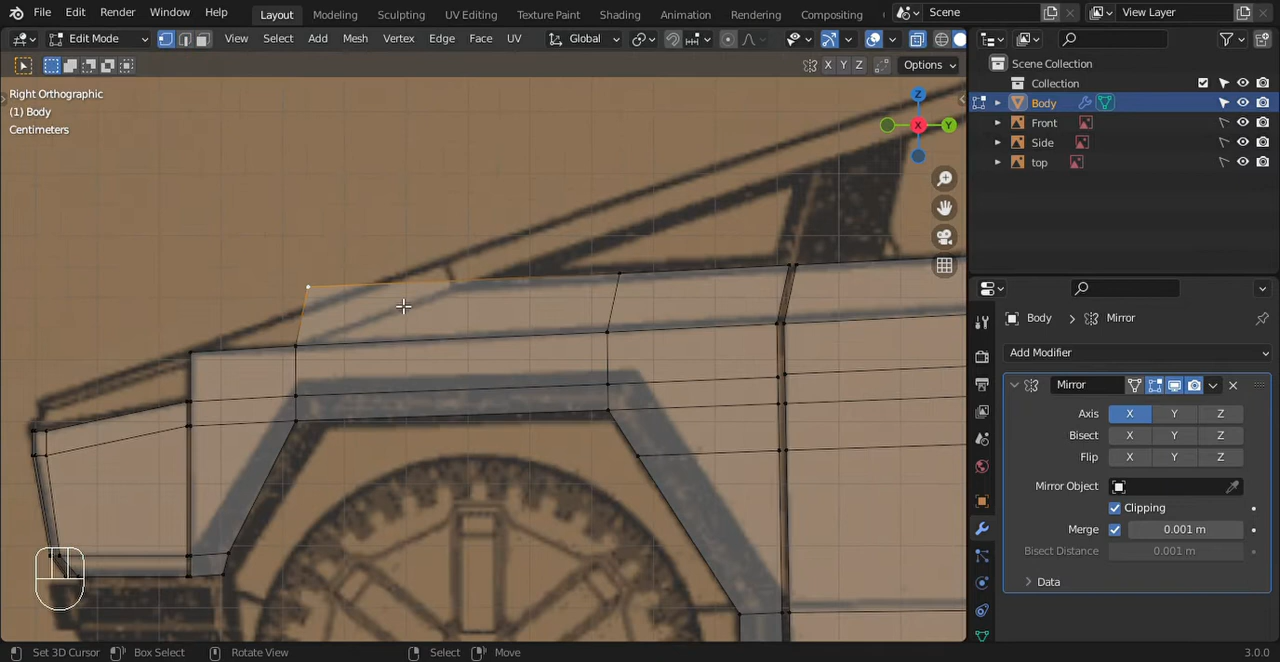 File Edit Render Window Help Layout Modeling Sculpting UV Editing Texture Paint Shading Animation Rendering Compositing Scene View Layer
Edit Mode View Select Add Mesh Vertex Edge Face UV Global
X Y Z Options
Right Orthographic
(1) Body
Centimeters
Z
X
Y
Scene Collection
Collection
Body
Front
Side
top
Body Mirror
Add Modifier
Mirror
Axis X Y Z
Bisect X Y Z
Flip X Y Z
Mirror Object
Clipping
Merge 0.001 m
Bisect Distance 0.001 m
Data
Set 3D Cursor Box Select Rotate View Select Move 3.0.0